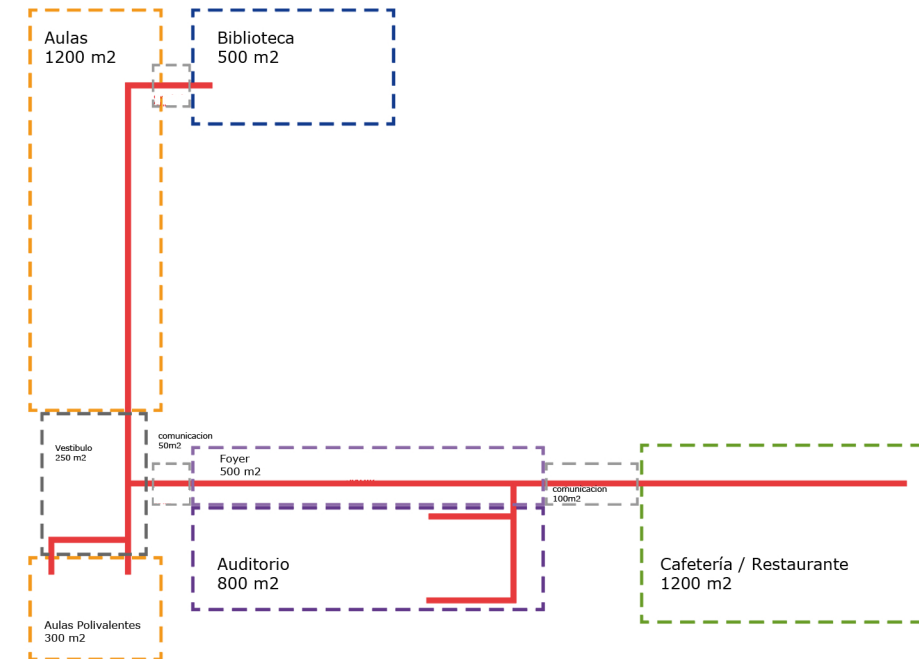 Aulas
1200 m2
Biblioteca
500 m2
Vestibulo
250 m2
comunicacion
50m2
Foyer
500 m2
comunicacion
100m2
Auditorio
800 m2
Cafetería / Restaurante
1200 m2
Aulas Polivalentes
300 m2